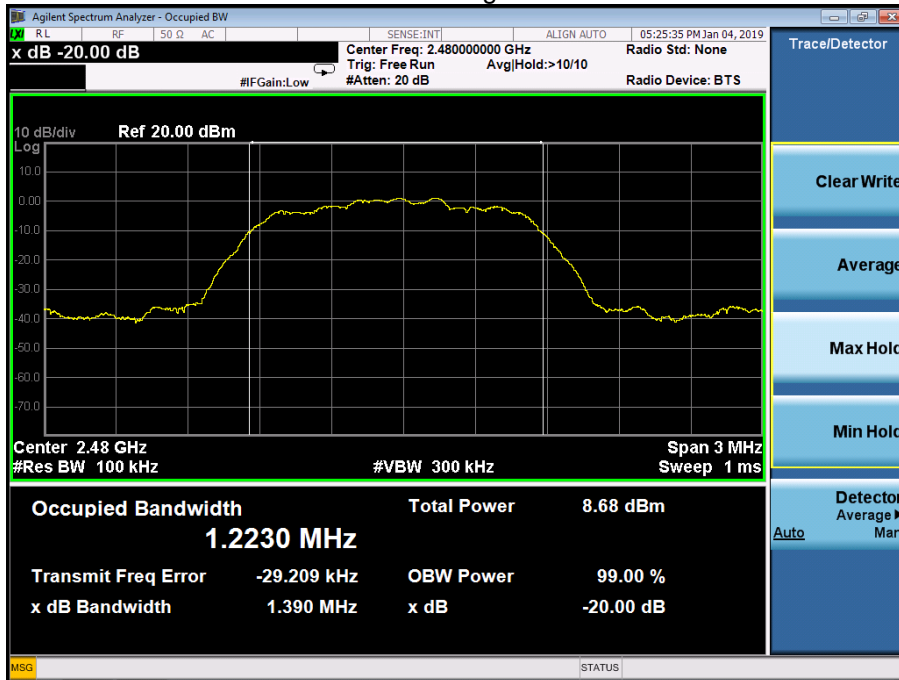 Agilent Spectrum Analyzer - Occupied BW
LXI RL RF 50 Ω AC SENSE:INT ALIGN AUTO 05:25:35 PM Jan 04, 2019
x dB -20.00 dB
Center Freq: 2.480000000 GHz Radio Std: None
Trig: Free Run Avg|Hold:>10/10
#IFGain:Low #Atten: 20 dB Radio Device: BTS
Trace/Detector
10 dB/div Ref 20.00 dBm
Log
10.0
0.00
-10.0
-20.0
-30.0
-40.0
-50.0
-60.0
-70.0
Center 2.48 GHz Span 3 MHz
#Res BW 100 kHz #VBW 300 kHz Sweep 1 ms
Clear Write
Average
Max Hold
Min Hold
Detector
Average
Auto Man
Occupied Bandwidth Total Power 8.68 dBm
1.2230 MHz
Transmit Freq Error -29.209 kHz OBW Power 99.00 %
x dB Bandwidth 1.390 MHz x dB -20.00 dB
MSG STATUS